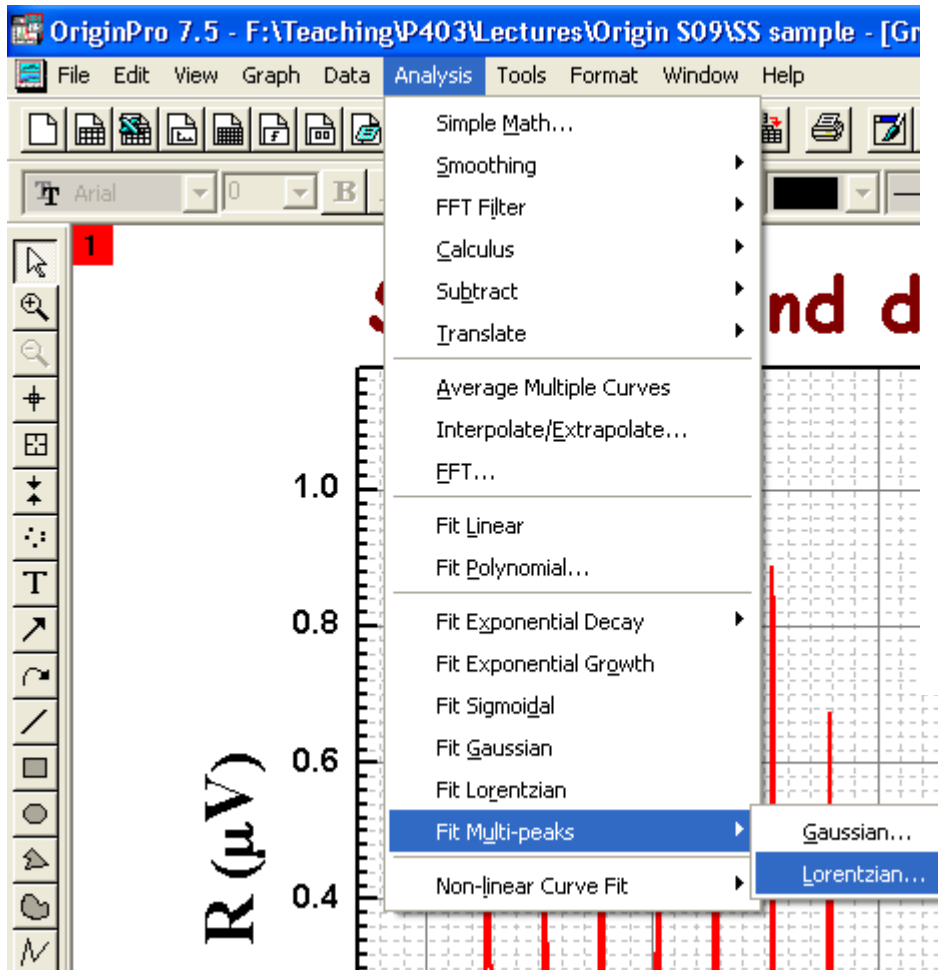 OriginPro 7.5 - F:\Teaching\P403\Lectures\Origin S09\SS sample - [Gr
File Edit View Graph Data Analysis Tools Format Window Help
Arial 0 B
1
Simple Math...
Smoothing
FFT Filter
Calculus
Subtract
Translate
Average Multiple Curves
Interpolate/Extrapolate...
FFT...
Fit Linear
Fit Polynomial...
Fit Exponential Decay
Fit Exponential Growth
Fit Sigmoidal
Fit Gaussian
Fit Lorentzian
Fit Multi-peaks
Non-linear Curve Fit
Gaussian...
Lorentzian...
nd d
1.0
0.8
0.6
0.4
R (μV)
T